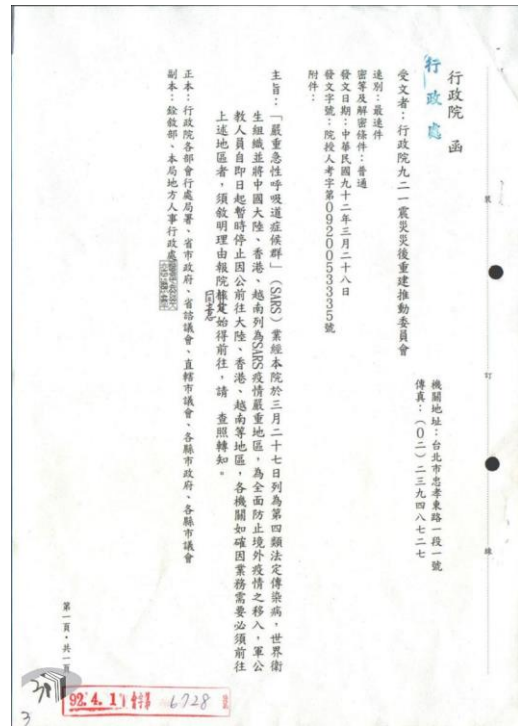 行政院 函
行政處
機關地址：台北市忠孝東路一段一號
傳真：（０二）二三九四八七二七
受文者：行政院九二一震災災後重建推動委員會
速別：最速件
密等及解密條件：普通
發文日期：中華民國九十二年三月二十八日
發文字號：院授人考字第0920053335號
附件：
主旨：「嚴重急性呼吸道症候群」（SARS）業經本院於三月二十七日列為第四類法定傳染病，世界衛
生組織並將中國大陸、香港、越南列為SARS疫情嚴重地區，為全面防止境外疫情之移入，軍公
教人員自即日起暫時停止因公前往大陸、香港、越南等地區，各機關如確因業務需要必須前往
上述地區者，須敘明理由報院
同意
始得前往，請　查照轉知。
正本：行政院各部會行處局署、省市政府、省諮議會、直轄市議會、各縣市政府、各縣市議會
副本：銓敘部、本局地方人事行政處
裝
訂
線
第一頁，共一頁
92.4.1
6728
3